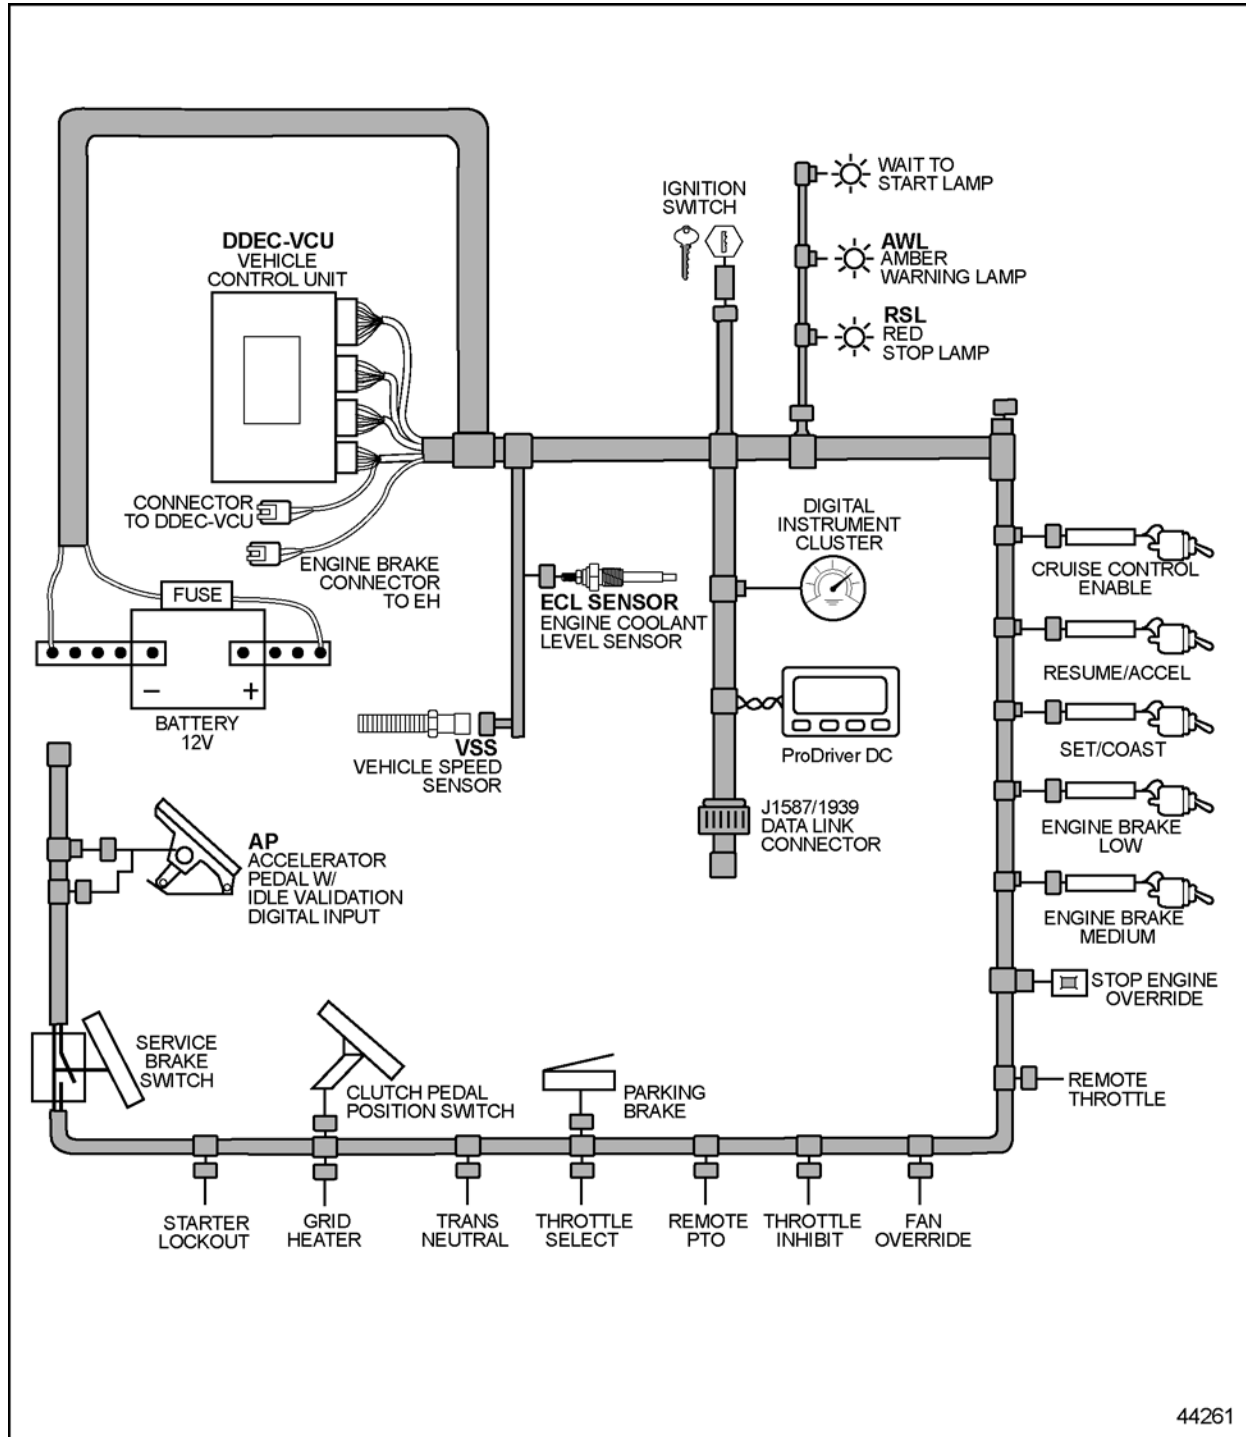 WAIT TO
START LAMP
IGNITION
SWITCH
AWL
AMBER
WARNING LAMP
RSL
RED
STOP LAMP
DDEC-VCU
VEHICLE
CONTROL UNIT
CONNECTOR
TO DDEC-VCU
ENGINE BRAKE
CONNECTOR
TO EH
FUSE
− +
BATTERY
12V
ECL SENSOR
ENGINE COOLANT
LEVEL SENSOR
VSS
VEHICLE SPEED
SENSOR
DIGITAL
INSTRUMENT
CLUSTER
ProDriver DC
J1587/1939
DATA LINK
CONNECTOR
CRUISE CONTROL
ENABLE
RESUME/ACCEL
SET/COAST
ENGINE BRAKE
LOW
ENGINE BRAKE
MEDIUM
STOP ENGINE
OVERRIDE
REMOTE
THROTTLE
AP
ACCELERATOR
PEDAL W/
IDLE VALIDATION
DIGITAL INPUT
SERVICE
BRAKE
SWITCH
CLUTCH PEDAL
POSITION SWITCH
PARKING
BRAKE
STARTER
LOCKOUT
GRID
HEATER
TRANS
NEUTRAL
THROTTLE
SELECT
REMOTE
PTO
THROTTLE
INHIBIT
FAN
OVERRIDE
44261